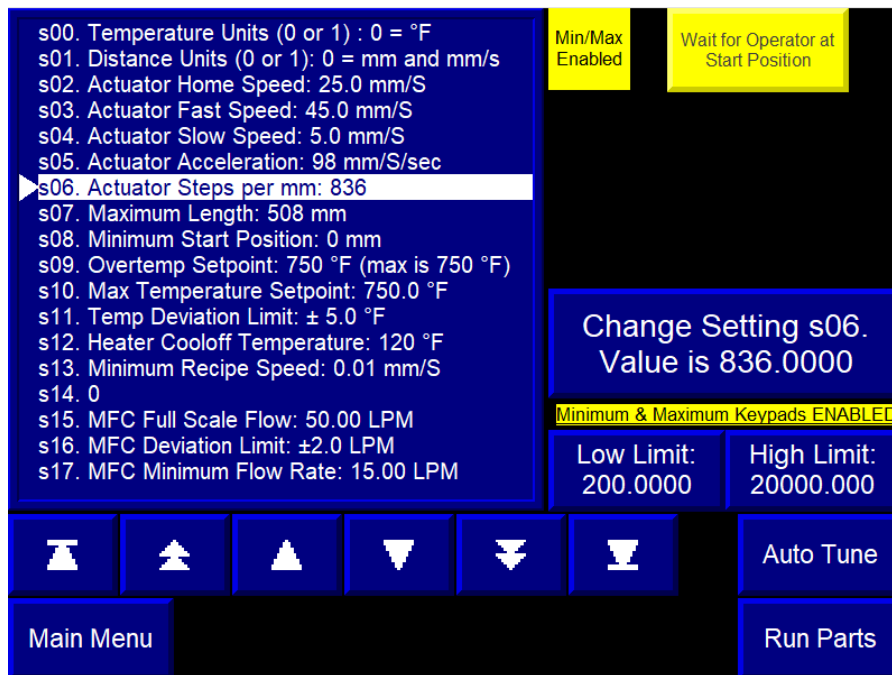 s00. Temperature Units (0 or 1) : 0 = °F
s01. Distance Units (0 or 1): 0 = mm and mm/s
s02. Actuator Home Speed: 25.0 mm/S
s03. Actuator Fast Speed: 45.0 mm/S
s04. Actuator Slow Speed: 5.0 mm/S
s05. Actuator Acceleration: 98 mm/S/sec
s06. Actuator Steps per mm: 836
s07. Maximum Length: 508 mm
s08. Minimum Start Position: 0 mm
s09. Overtemp Setpoint: 750 °F (max is 750 °F)
s10. Max Temperature Setpoint: 750.0 °F
s11. Temp Deviation Limit: ± 5.0 °F
s12. Heater Cooloff Temperature: 120 °F
s13. Minimum Recipe Speed: 0.01 mm/S
s14. 0
s15. MFC Full Scale Flow: 50.00 LPM
s16. MFC Deviation Limit: ±2.0 LPM
s17. MFC Minimum Flow Rate: 15.00 LPM
Min/Max
Enabled
Wait for Operator at
Start Position
Change Setting s06.
Value is 836.0000
Minimum & Maximum Keypads ENABLED
Low Limit:
200.0000
High Limit:
20000.000
Auto Tune
Main Menu
Run Parts